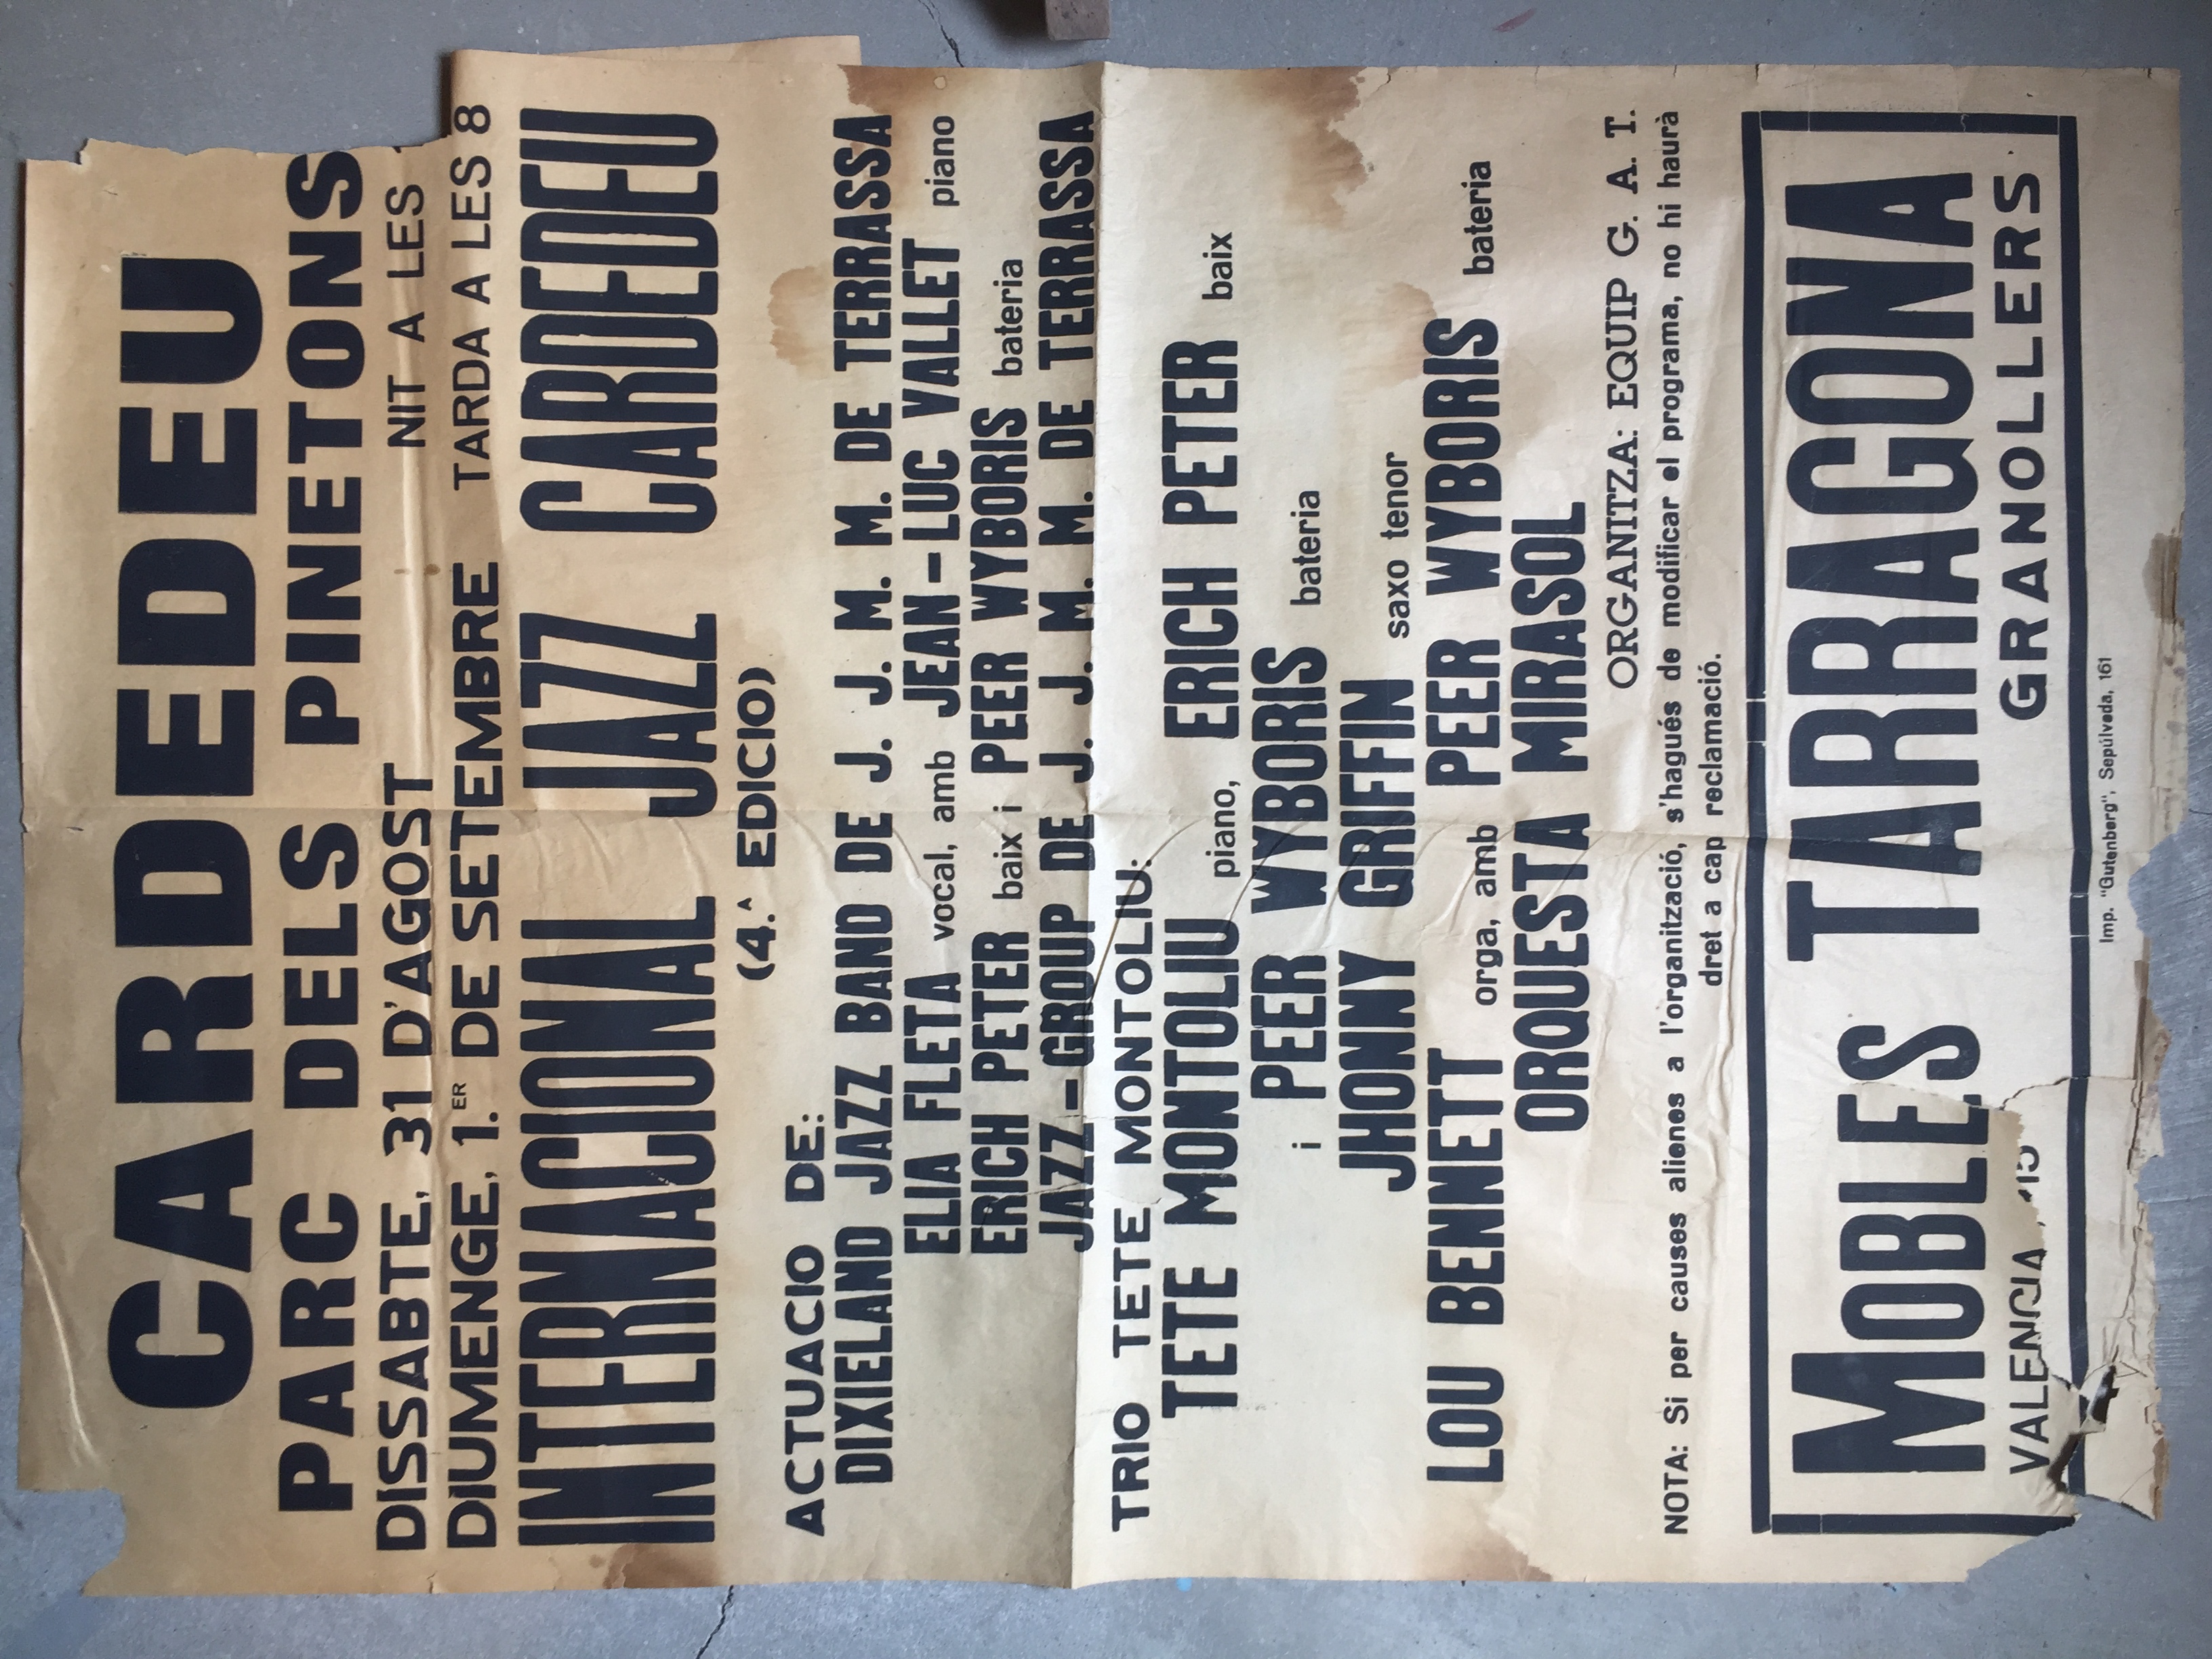 CARDEDEU
PARC DELS PINETONS
DISSABTE, 31 D'AGOST NIT A LES
DIUMENGE, 1.ER DE SETEMBRE TARDA A LES 8
INTERNACIONAL JAZZ CARDEDEU
(4.ª EDICIO)
ACTUACIO DE:
DIXIELAND JAZZ BAND DE J. J. M. M. DE TERRASSA
ELIA FLETA vocal, amb JEAN-LUC VALLET piano
ERICH PETER baix i PEER WYBORIS bateria
JAZZ-GROUP DE J. J. M. M. DE TERRASSA
TRIO TETE MONTOLIU:
TETE MONTOLIU piano, ERICH PETER baix
i PEER WYBORIS bateria
JHONNY GRIFFIN saxo tenor
LOU BENNETT orga, amb PEER WYBORIS bateria
ORQUESTA MIRASOL
ORGANITZA: EQUIP G. A. T.
NOTA: Si per causes alienes a l'organització, s'hagués de modificar el programa, no hi haurà
dret a cap reclamació.
MOBLES TARRAGONA
VALENCIA, GRANOLLERS
Imp. "Gutenberg", Sepúlveda, 161